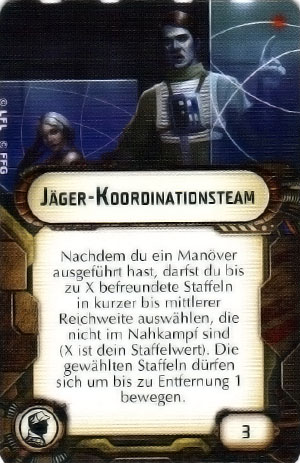 © LFL © FFG
JÄGER-KOORDINATIONSTEAM
Nachdem du ein Manöver
ausgeführt hast, darfst du bis
zu X befreundete Staffeln
in kurzer bis mittlerer
Reichweite auswählen, die
nicht im Nahkampf sind
(X ist dein Staffelwert). Die
gewählten Staffeln dürfen
sich um bis zu Entfernung 1
bewegen.
3